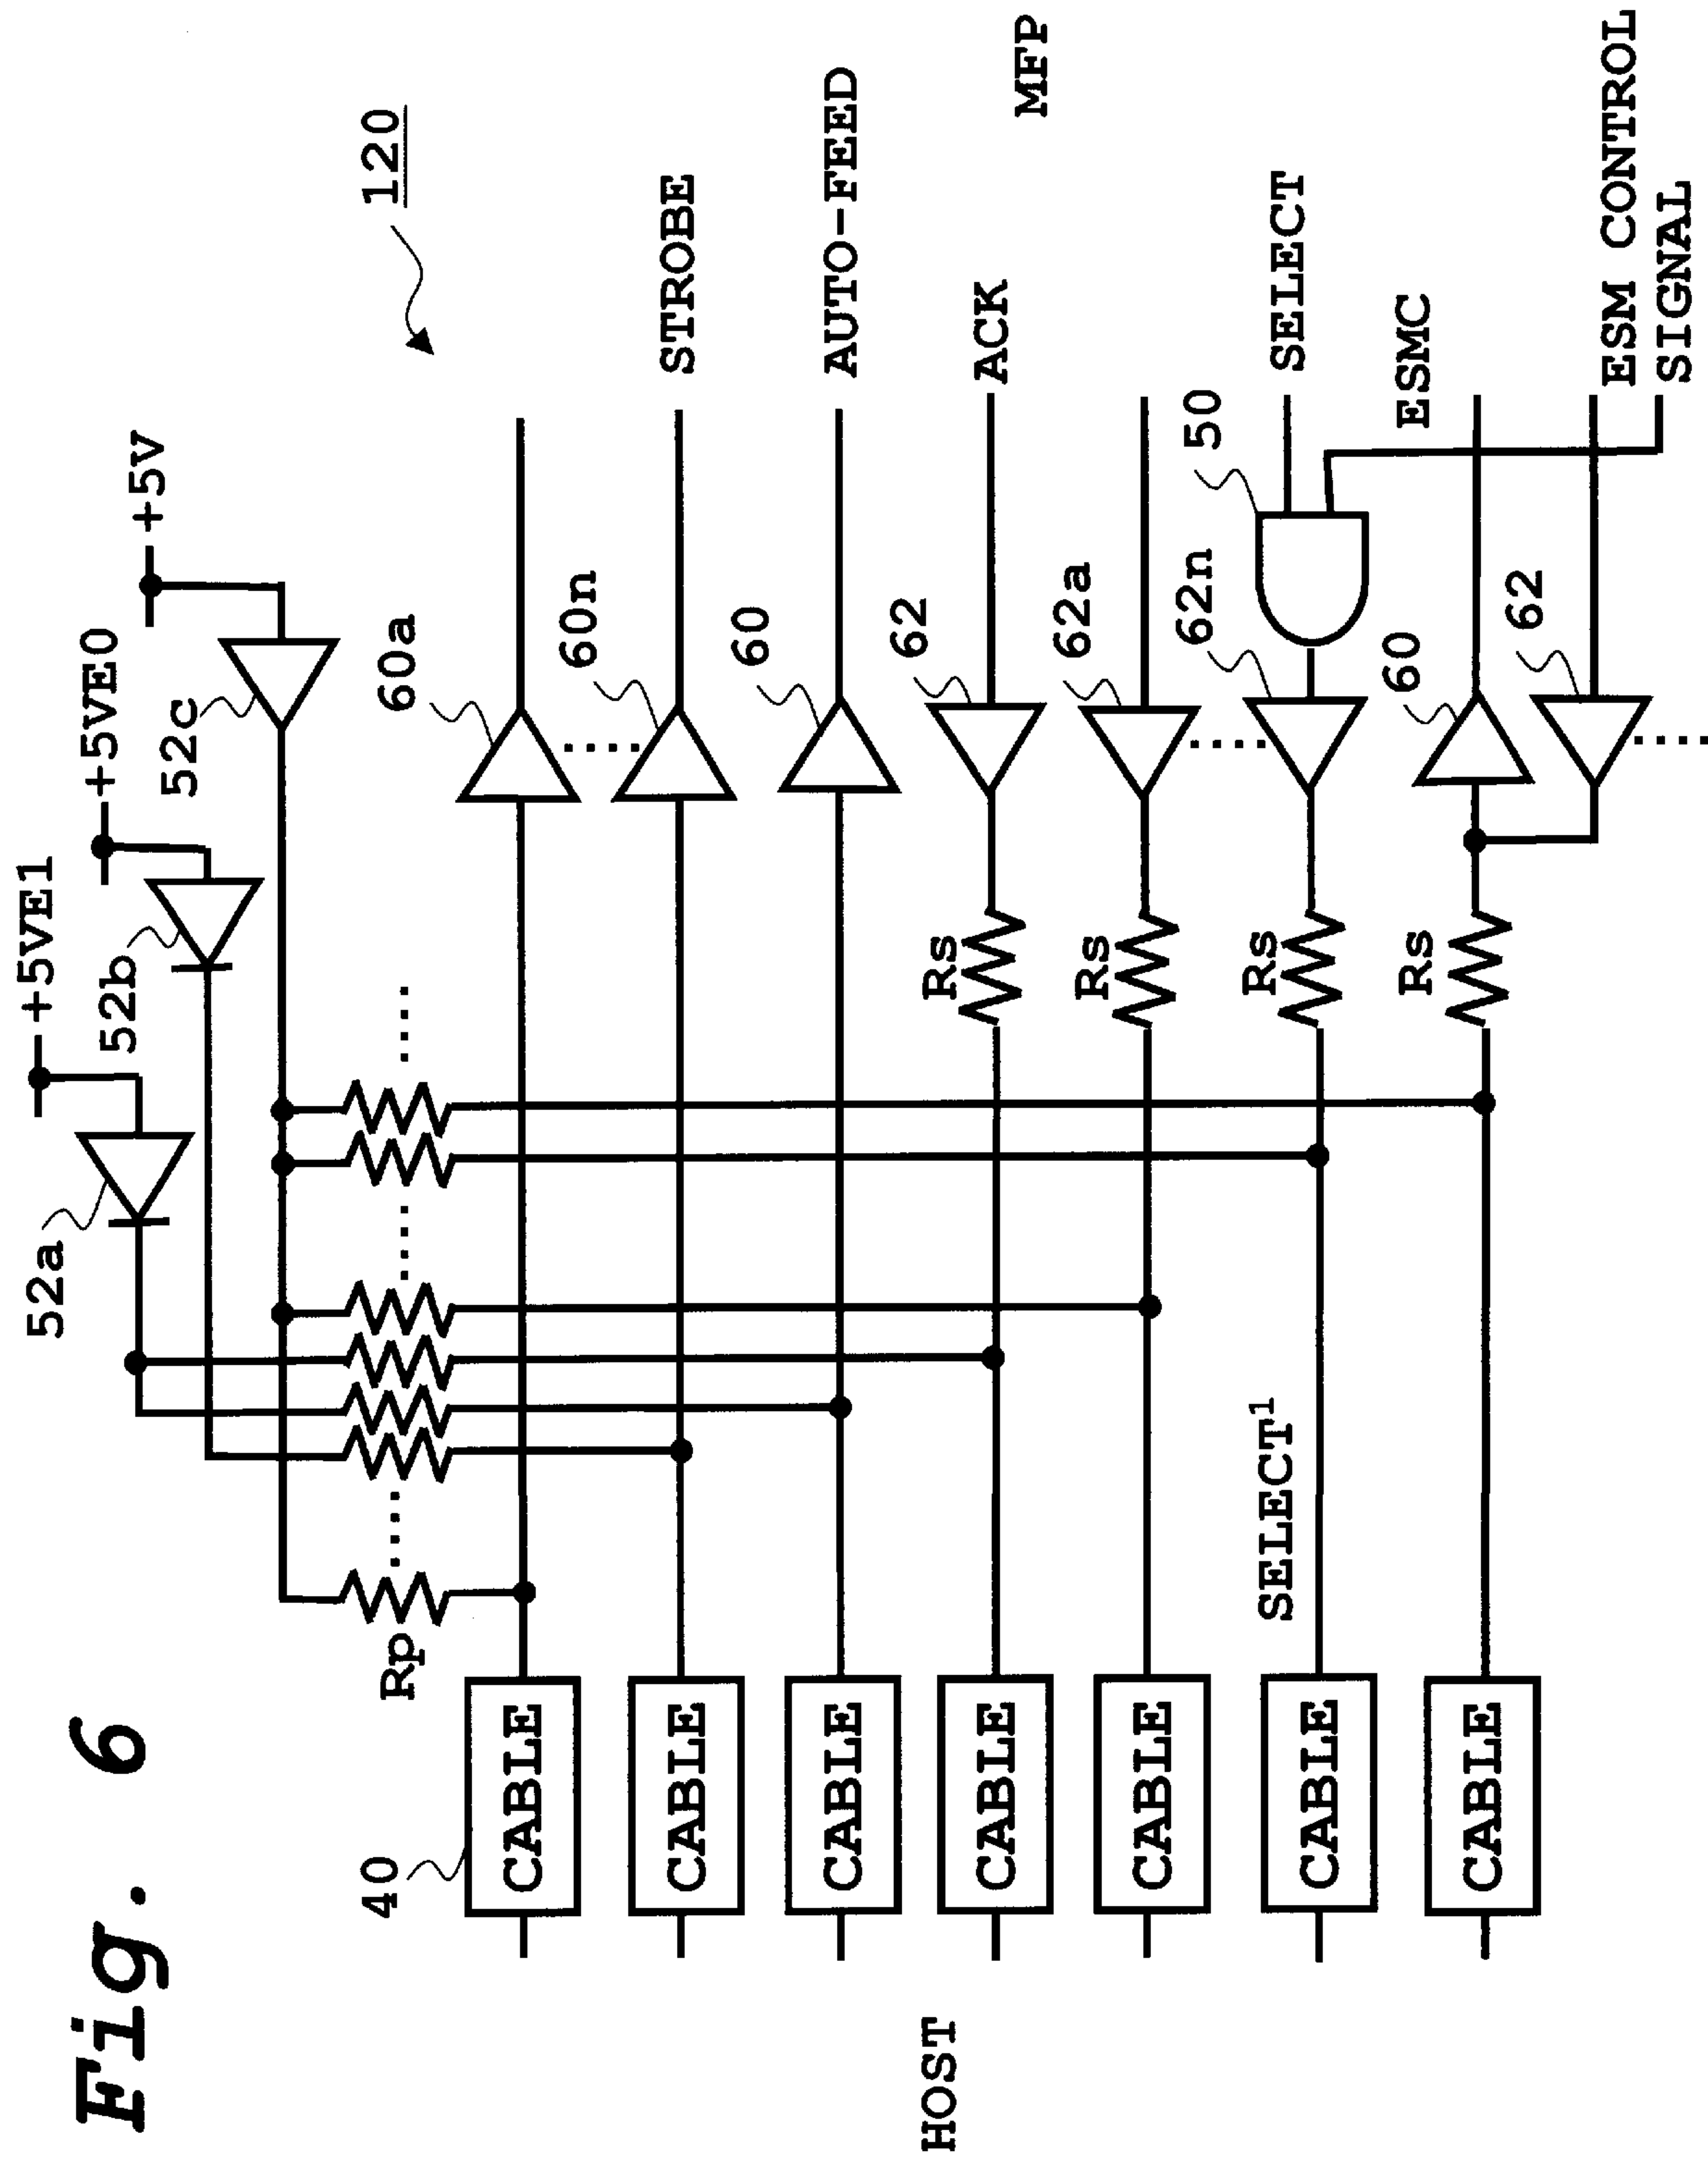 Fig. 6
+5VE1
+5VE0
+5V
52a
52b
52c
120
Rp
40
CABLE
60a
CABLE
60n
STROBE
CABLE
60
AUTO-FEED
HOST
CABLE
Rs
62
ACK
MFP
CABLE
Rs
62a
CABLE
SELECT¹
Rs
62n
50
SELECT
CABLE
Rs
60
ESMC
62
ESM CONTROL
SIGNAL